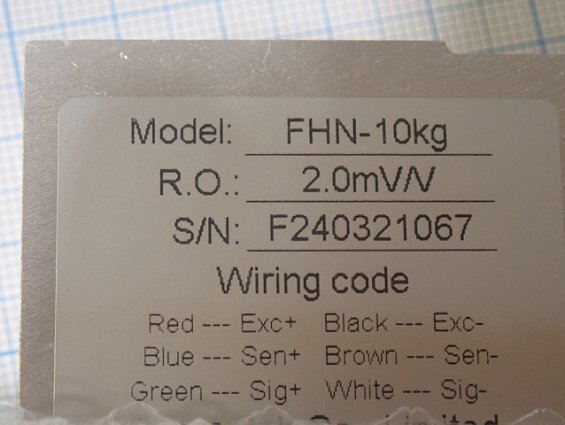 Model: FHN-10kg
R.O.: 2.0mV/V
S/N: F240321067
Wiring code
Red --- Exc+ Black --- Exc-
Blue --- Sen+ Brown --- Sen-
Green --- Sig+ White --- Sig-
Limited